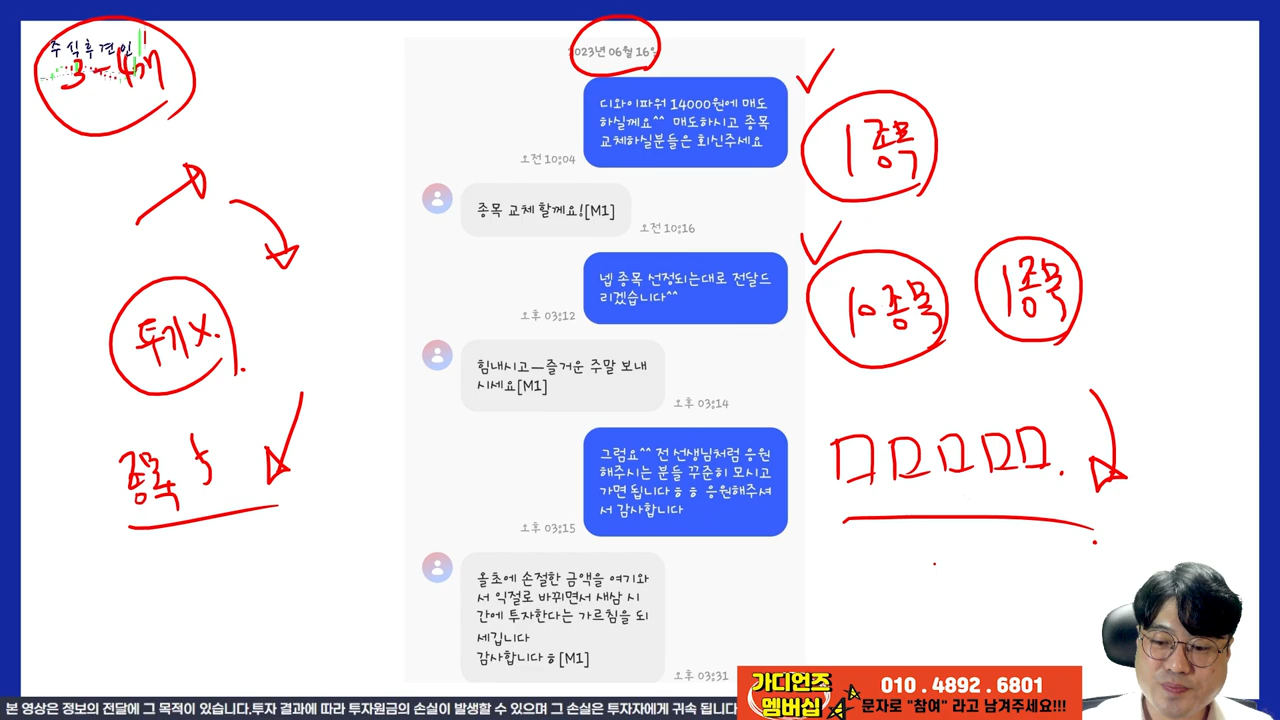 주식후견인
3-4개
2023년 06월 16일
디와이파워 14000원에 매도
하실께요^^ 매도하시고 종목
교체하실분들은 회신주세요
오전 10:04
1종목
종목 교체 할께요![M1]
오전 10:16
넵 종목 선정되는대로 전달드
리겠습니다^^
오후 03:12
10종목
1종목
투기X.
힘내시고—즐거운 주말 보내
시세요[M1]
오후 03:14
그럼요^^ 전 선생님처럼 응원
해주시는 분들 꾸준히 모시고
가면 됩니다ㅎㅎ 응원해주셔
서 감사합니다
오후 03:15
종목 수
올초에 손절한 금액을 여기와
서 익절로 바뀌면서 새삼 시
간에 투자한다는 가르침을 되
세깁니다
감사합니다ㅎ[M1]
오후 03:31
가디언즈
멤버십
010 . 4892 . 6801
문자로 "참여" 라고 남겨주세요!!!
본 영상은 정보의 전달에 그 목적이 있습니다.투자 결과에 따라 투자원금의 손실이 발생할 수 있으며 그 손실은 투자자에게 귀속 됩니다